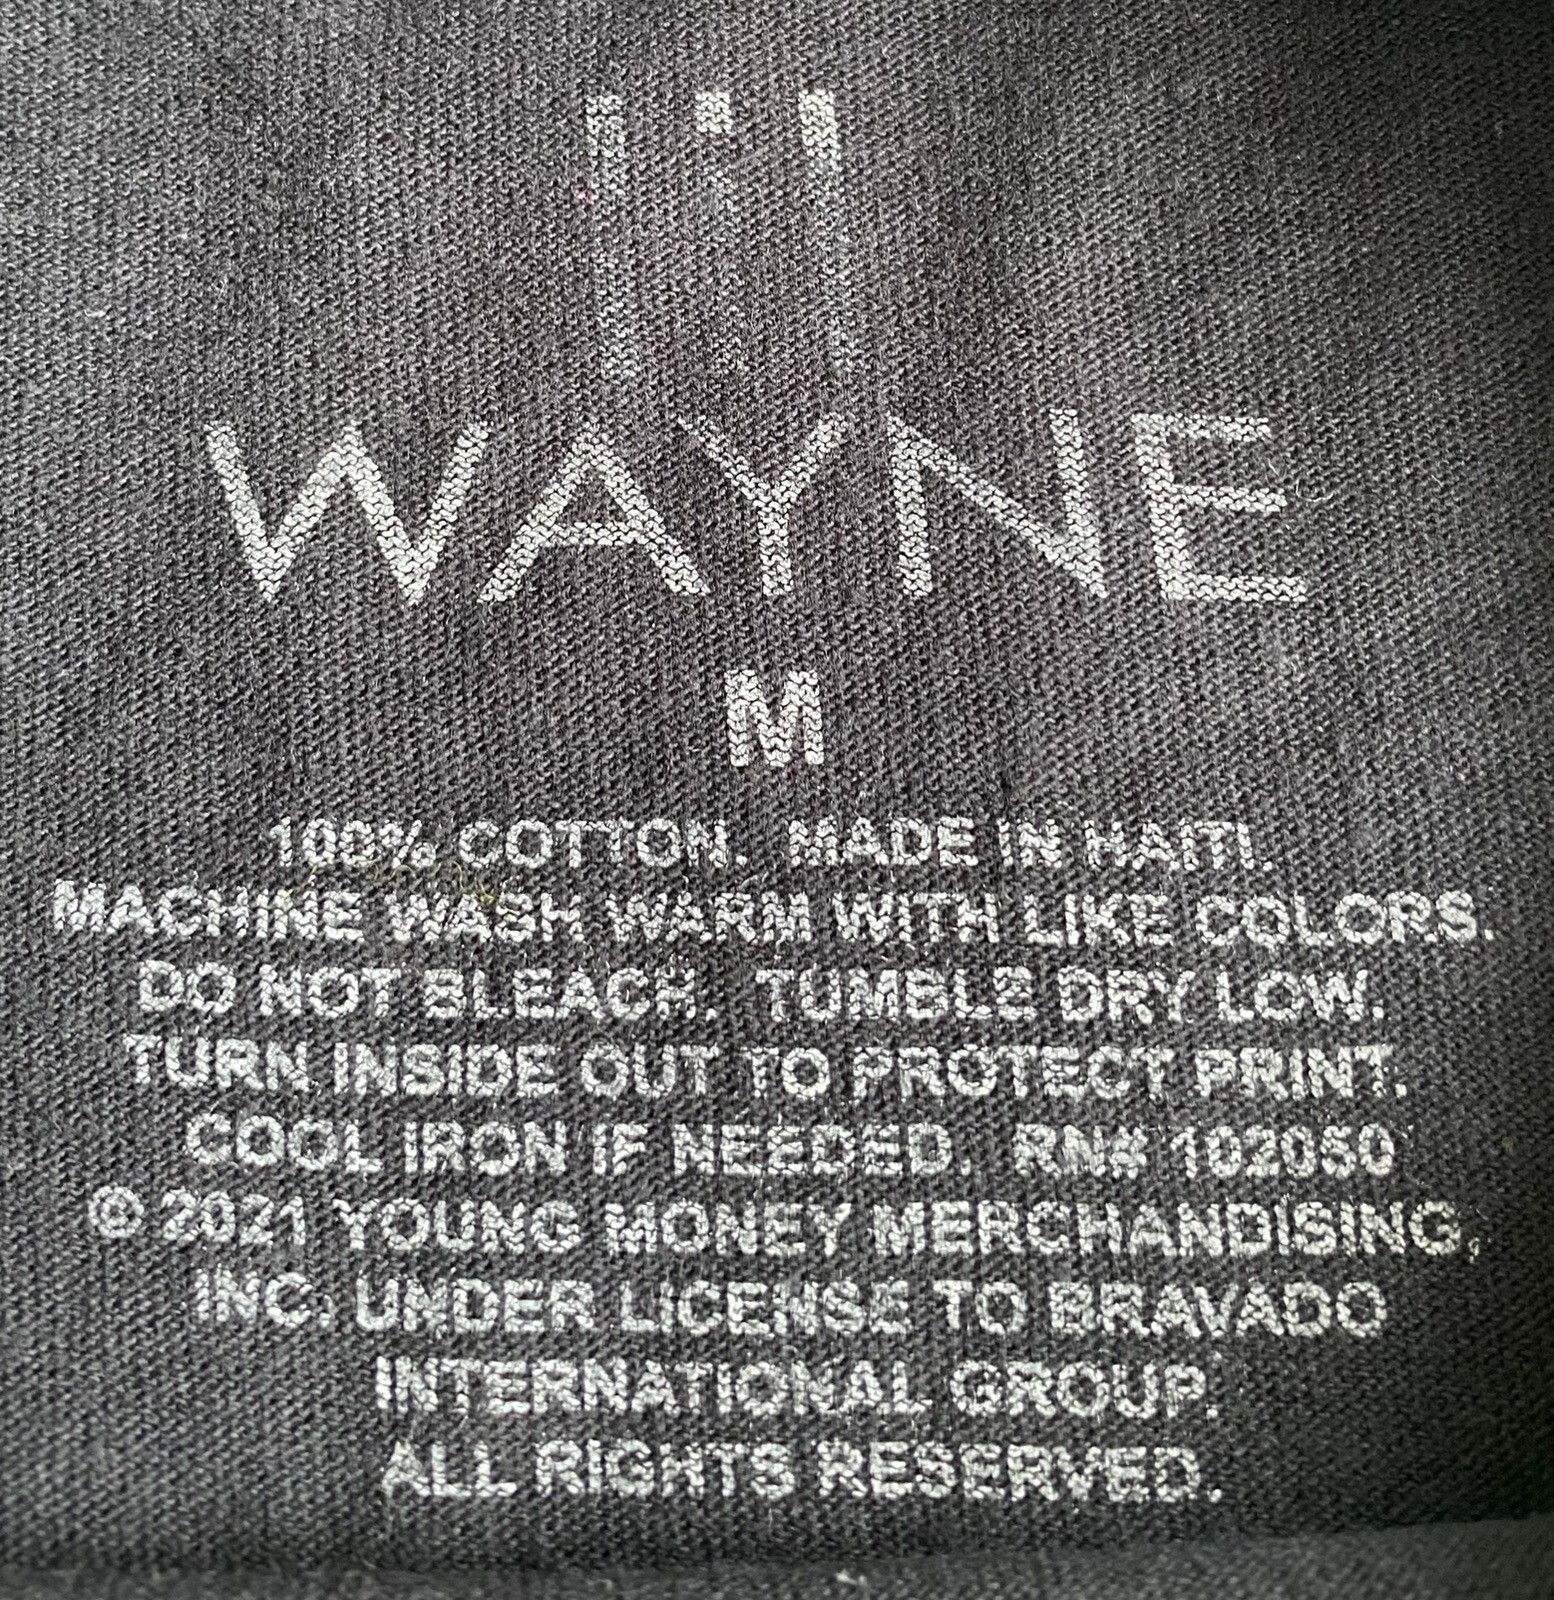 lil
WAYNE
M
100% COTTON. MADE IN HAITI.
MACHINE WASH WARM WITH LIKE COLORS.
DO NOT BLEACH. TUMBLE DRY LOW.
TURN INSIDE OUT TO PROTECT PRINT.
COOL IRON IF NEEDED. RN# 102050
© 2021 YOUNG MONEY MERCHANDISING,
INC. UNDER LICENSE TO BRAVADO
INTERNATIONAL GROUP.
ALL RIGHTS RESERVED.